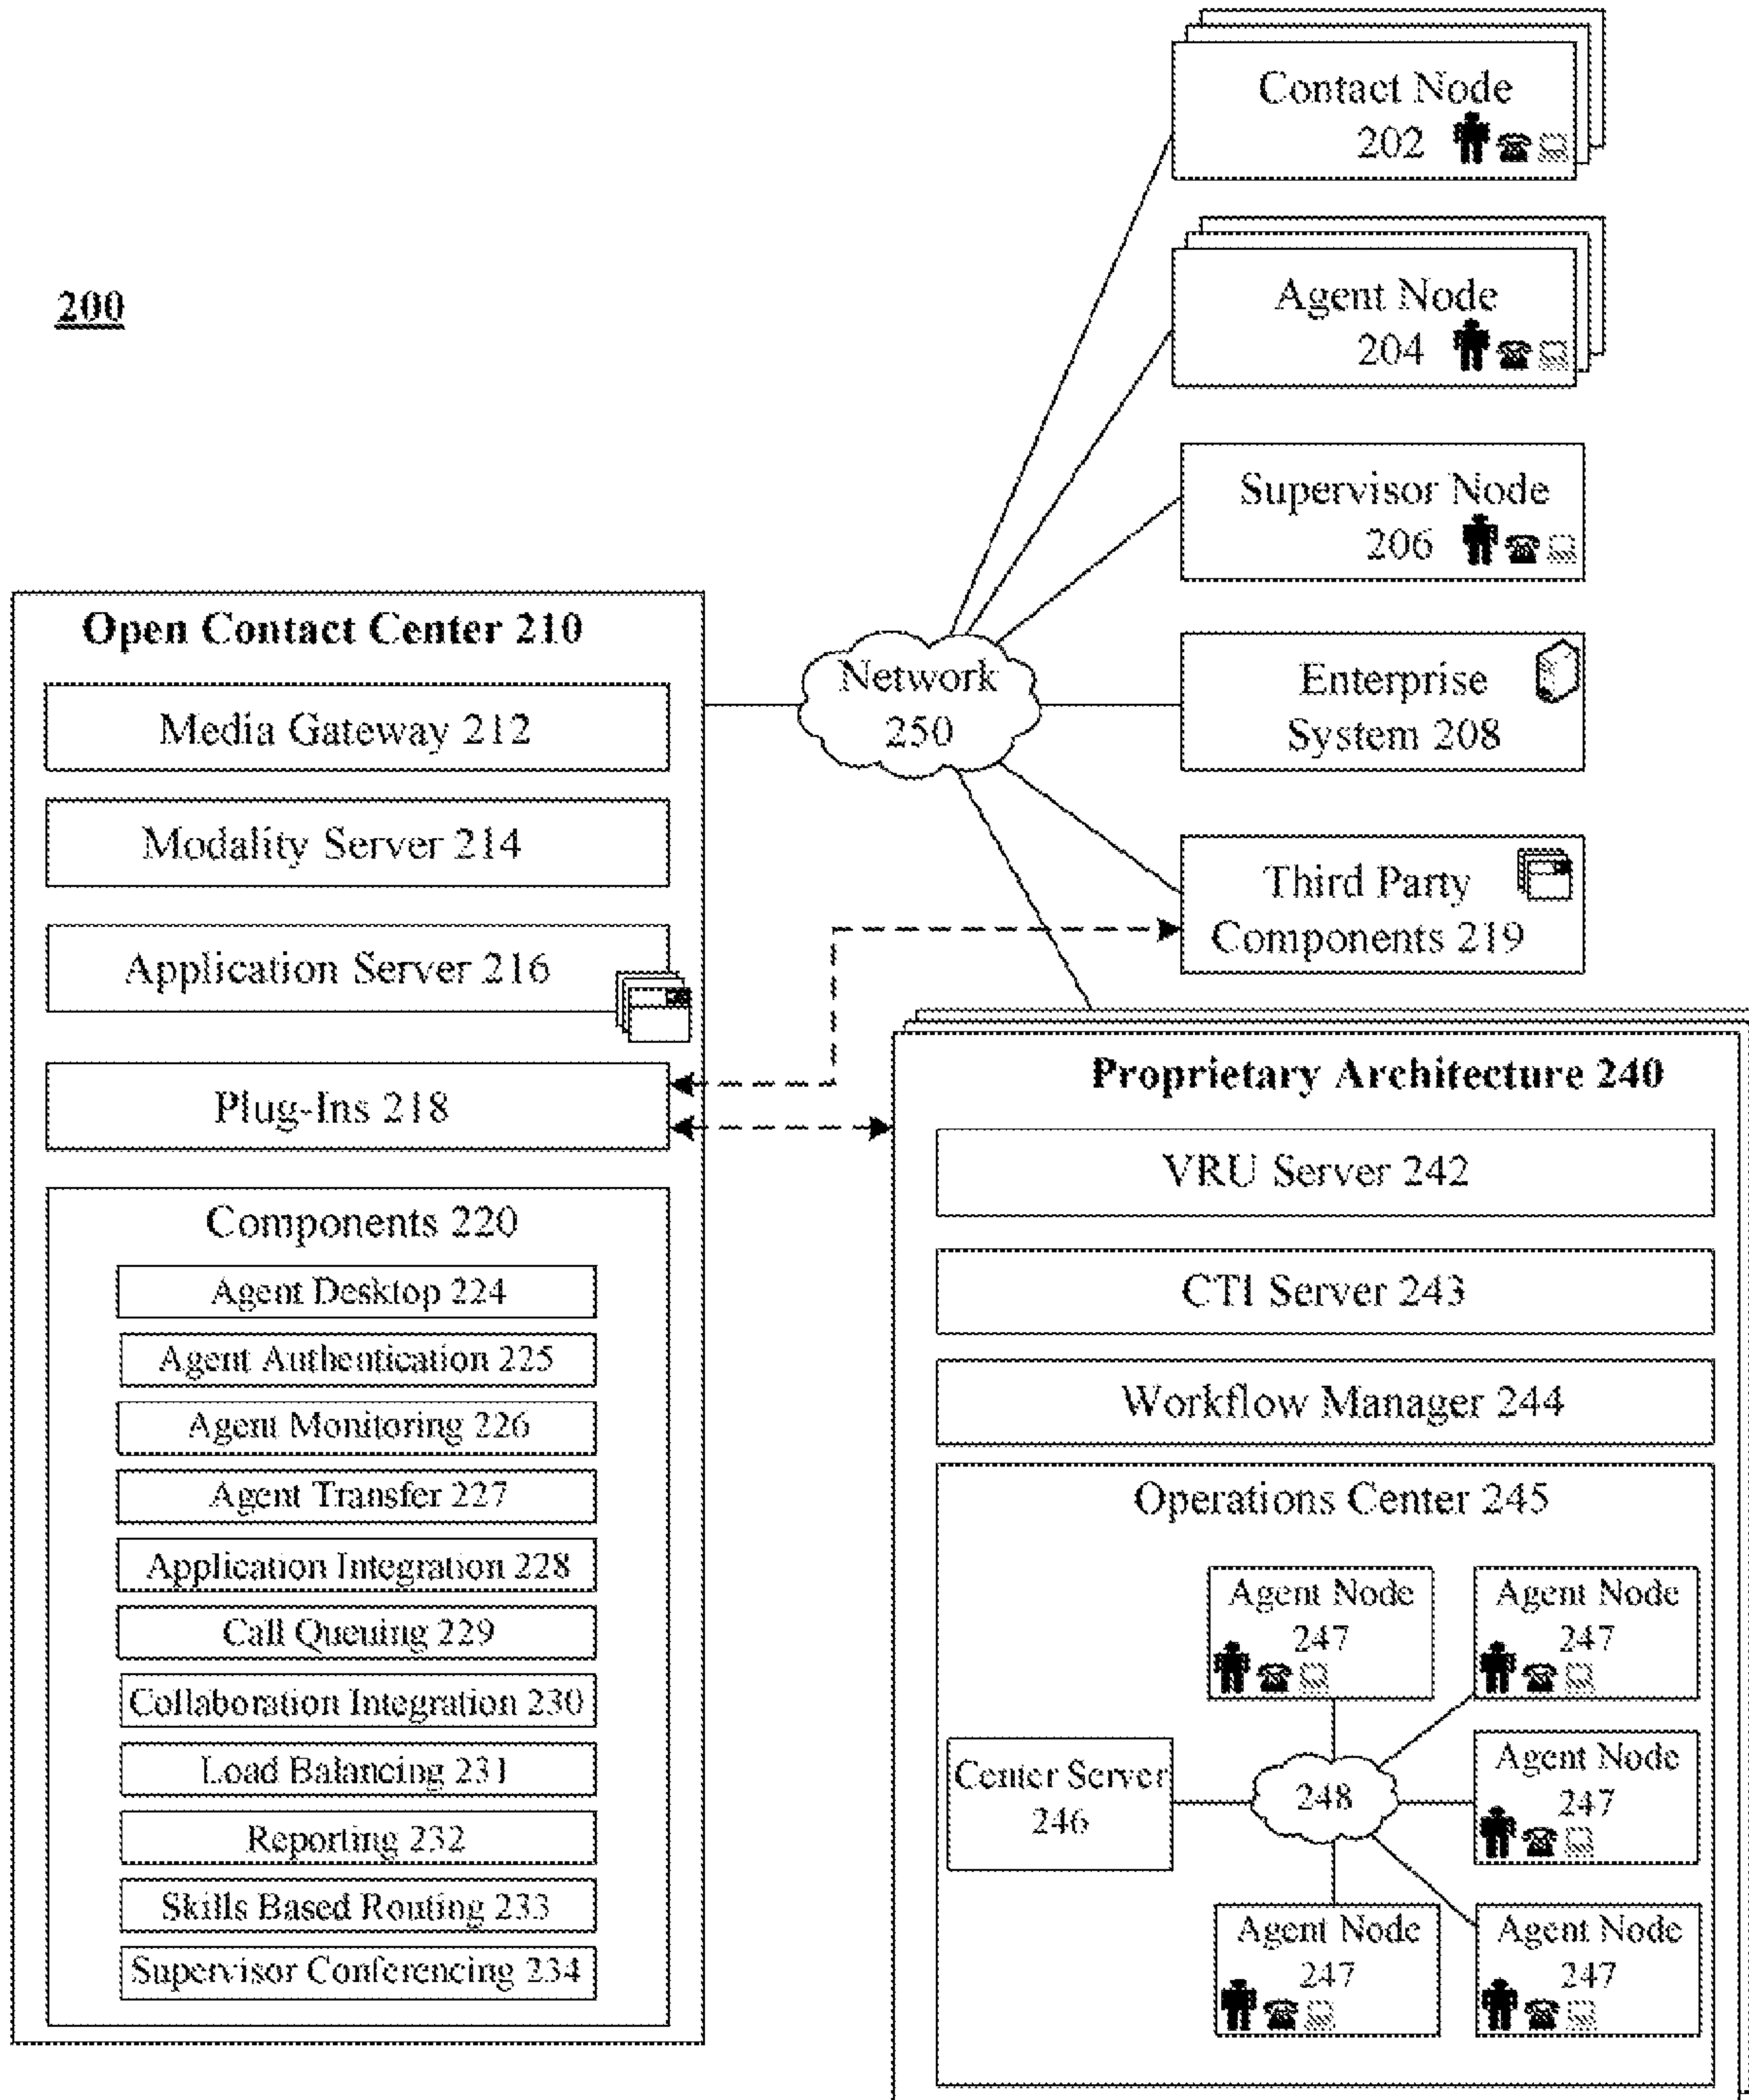 200
Contact Node
202
Agent Node
204
Supervisor Node
206
Enterprise
System 208
Third Party
Components 219
Network
250
Open Contact Center 210
Media Gateway 212
Modality Server 214
Application Server 216
Plug-Ins 218
Components 220
Agent Desktop 224
Agent Authentication 225
Agent Monitoring 226
Agent Transfer 227
Application Integration 228
Call Queuing 229
Collaboration Integration 230
Load Balancing 231
Reporting 232
Skills Based Routing 233
Supervisor Conferencing 234
Proprietary Architecture 240
VRU Server 242
CTI Server 243
Workflow Manager 244
Operations Center 245
Agent Node
247
Agent Node
247
Center Server
246
248
Agent Node
247
Agent Node
247
Agent Node
247